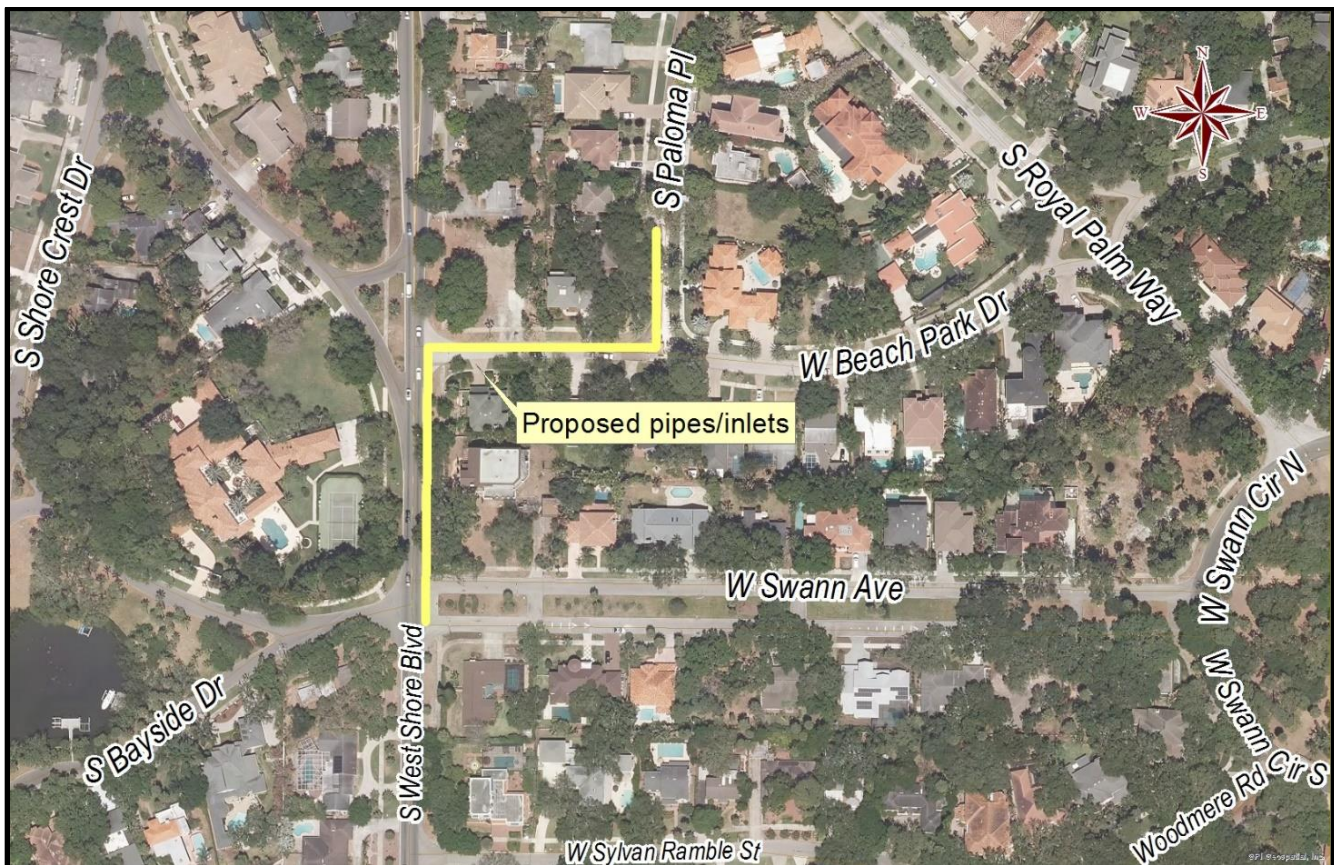 N
W
E
S
S Paloma Pl
S Royal Palm Way
S Shore Crest Dr
W Beach Park Dr
Proposed pipes/inlets
W Swann Cir N
W Swann Ave
S West Shore Blvd
S Bayside Dr
W Swann Cir S
Woodmere Rd
W Sylvan Ramble St